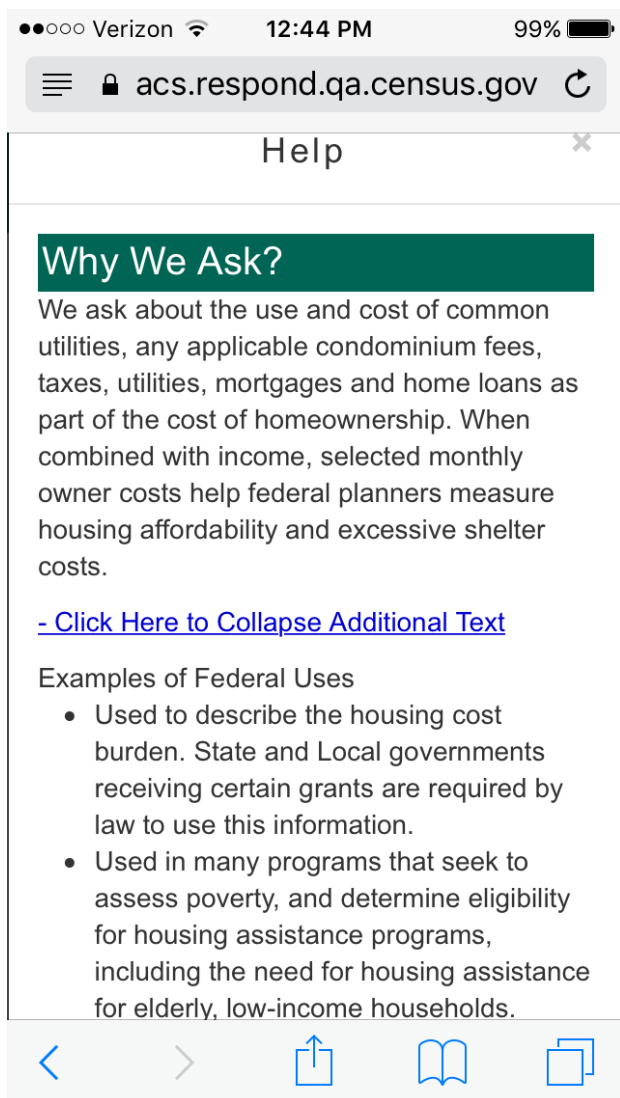 Verizon 12:44 PM 99%
acs.respond.qa.census.gov
Help ×
Why We Ask?
We ask about the use and cost of common
utilities, any applicable condominium fees,
taxes, utilities, mortgages and home loans as
part of the cost of homeownership. When
combined with income, selected monthly
owner costs help federal planners measure
housing affordability and excessive shelter
costs.
- Click Here to Collapse Additional Text
Examples of Federal Uses
• Used to describe the housing cost
burden. State and Local governments
receiving certain grants are required by
law to use this information.
• Used in many programs that seek to
assess poverty, and determine eligibility
for housing assistance programs,
including the need for housing assistance
for elderly, low-income households.